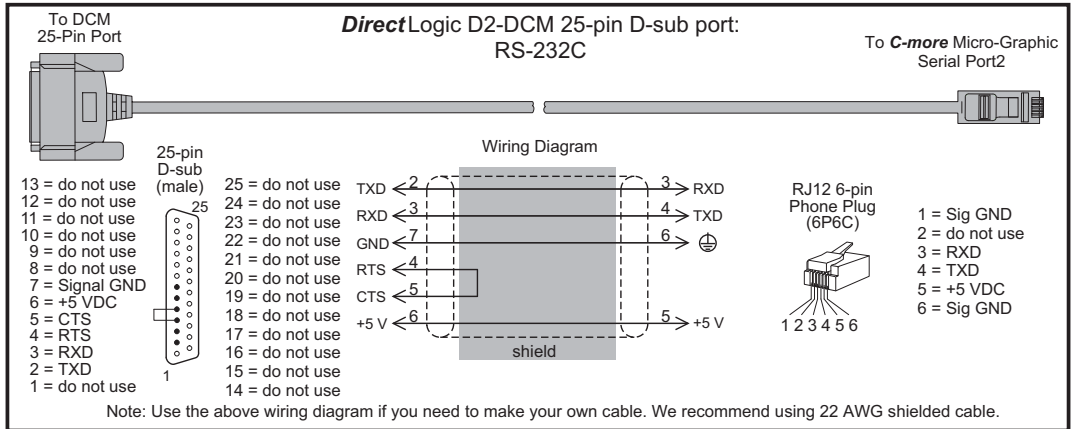 To DCM
25-Pin Port
DirectLogic D2-DCM 25-pin D-sub port:
RS-232C
To C-more Micro-Graphic
Serial Port2
25-pin
D-sub
(male)
13 = do not use
12 = do not use
11 = do not use
10 = do not use
9 = do not use
8 = do not use
7 = Signal GND
6 = +5 VDC
5 = CTS
4 = RTS
3 = RXD
2 = TXD
1 = do not use
25
1
25 = do not use
24 = do not use
23 = do not use
22 = do not use
21 = do not use
20 = do not use
19 = do not use
18 = do not use
17 = do not use
16 = do not use
15 = do not use
14 = do not use
Wiring Diagram
TXD 2 3 RXD
RXD 3 4 TXD
GND 7 6
RTS 4
CTS 5
+5 V 6 5 +5 V
shield
RJ12 6-pin
Phone Plug
(6P6C)
1 2 3 4 5 6
1 = Sig GND
2 = do not use
3 = RXD
4 = TXD
5 = +5 VDC
6 = Sig GND
Note: Use the above wiring diagram if you need to make your own cable. We recommend using 22 AWG shielded cable.